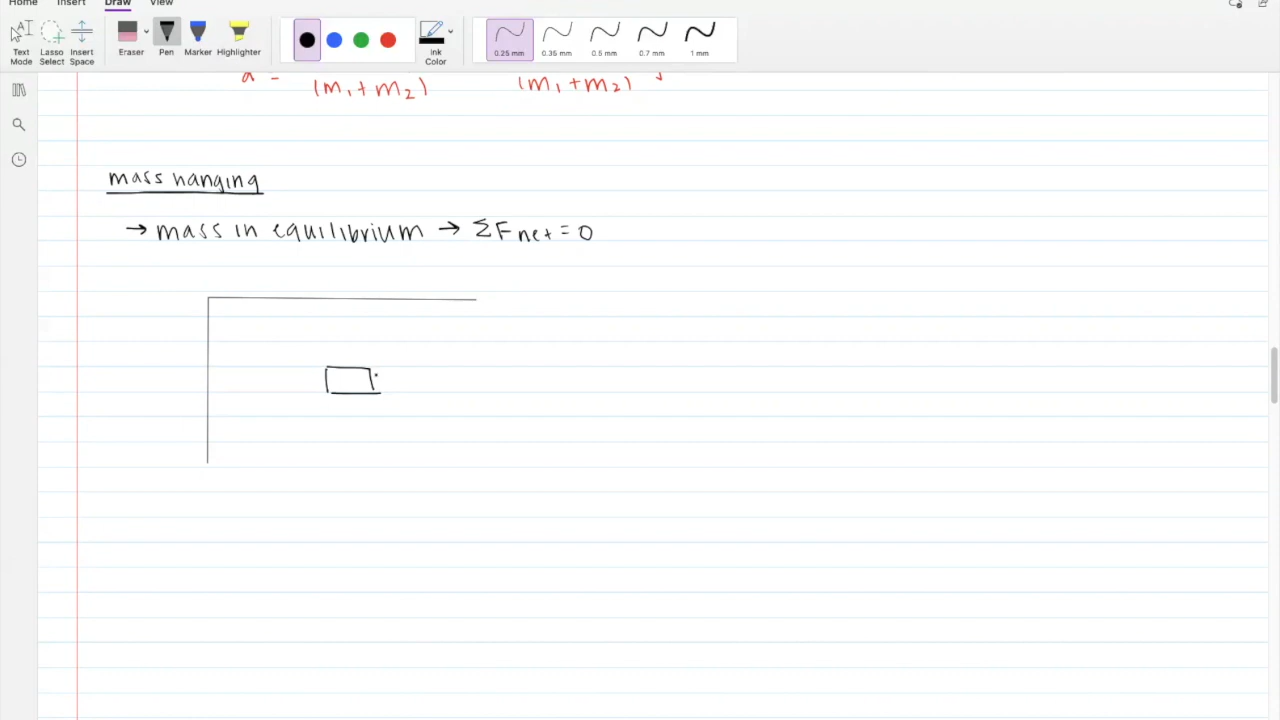 Home Insert Draw View
Text Mode Lasso Select Insert Space Eraser Pen Marker Highlighter Ink Color 0.25 mm 0.35 mm 0.5 mm 0.7 mm 1 mm
a = (m₁+m₂) (m₁+m₂)
mass hanging
→ mass in equilibrium → ΣFnet = 0